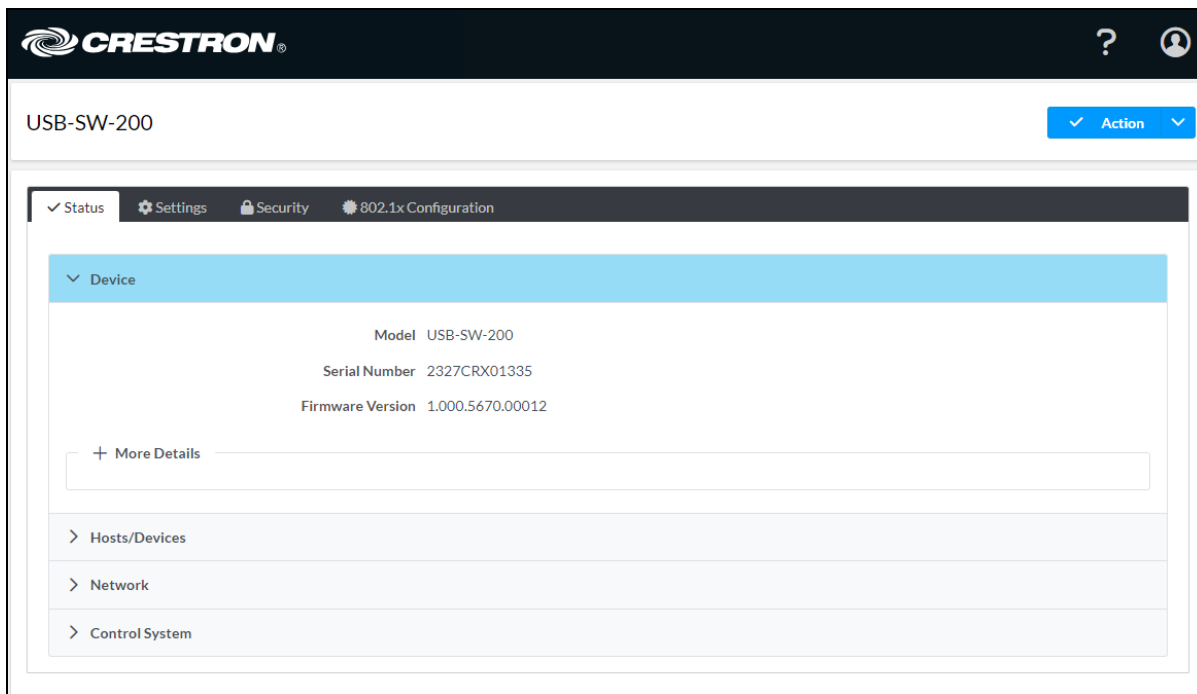 CRESTRON®
?
USB-SW-200
Action
Status Settings Security 802.1x Configuration
Device
Model USB-SW-200
Serial Number 2327CRX01335
Firmware Version 1.000.5670.00012
+ More Details
Hosts/Devices
Network
Control System